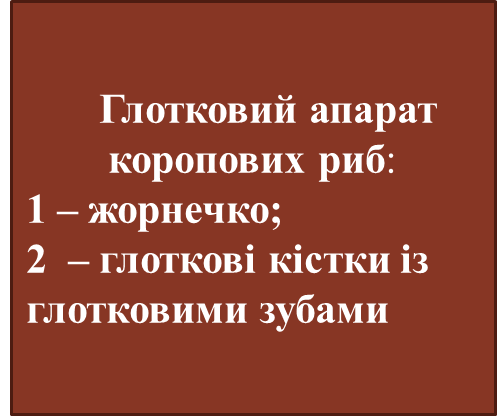 Глотковий апарат
коропових риб:
1 – жорнечко;
2 – глоткові кістки із
глотковими зубами